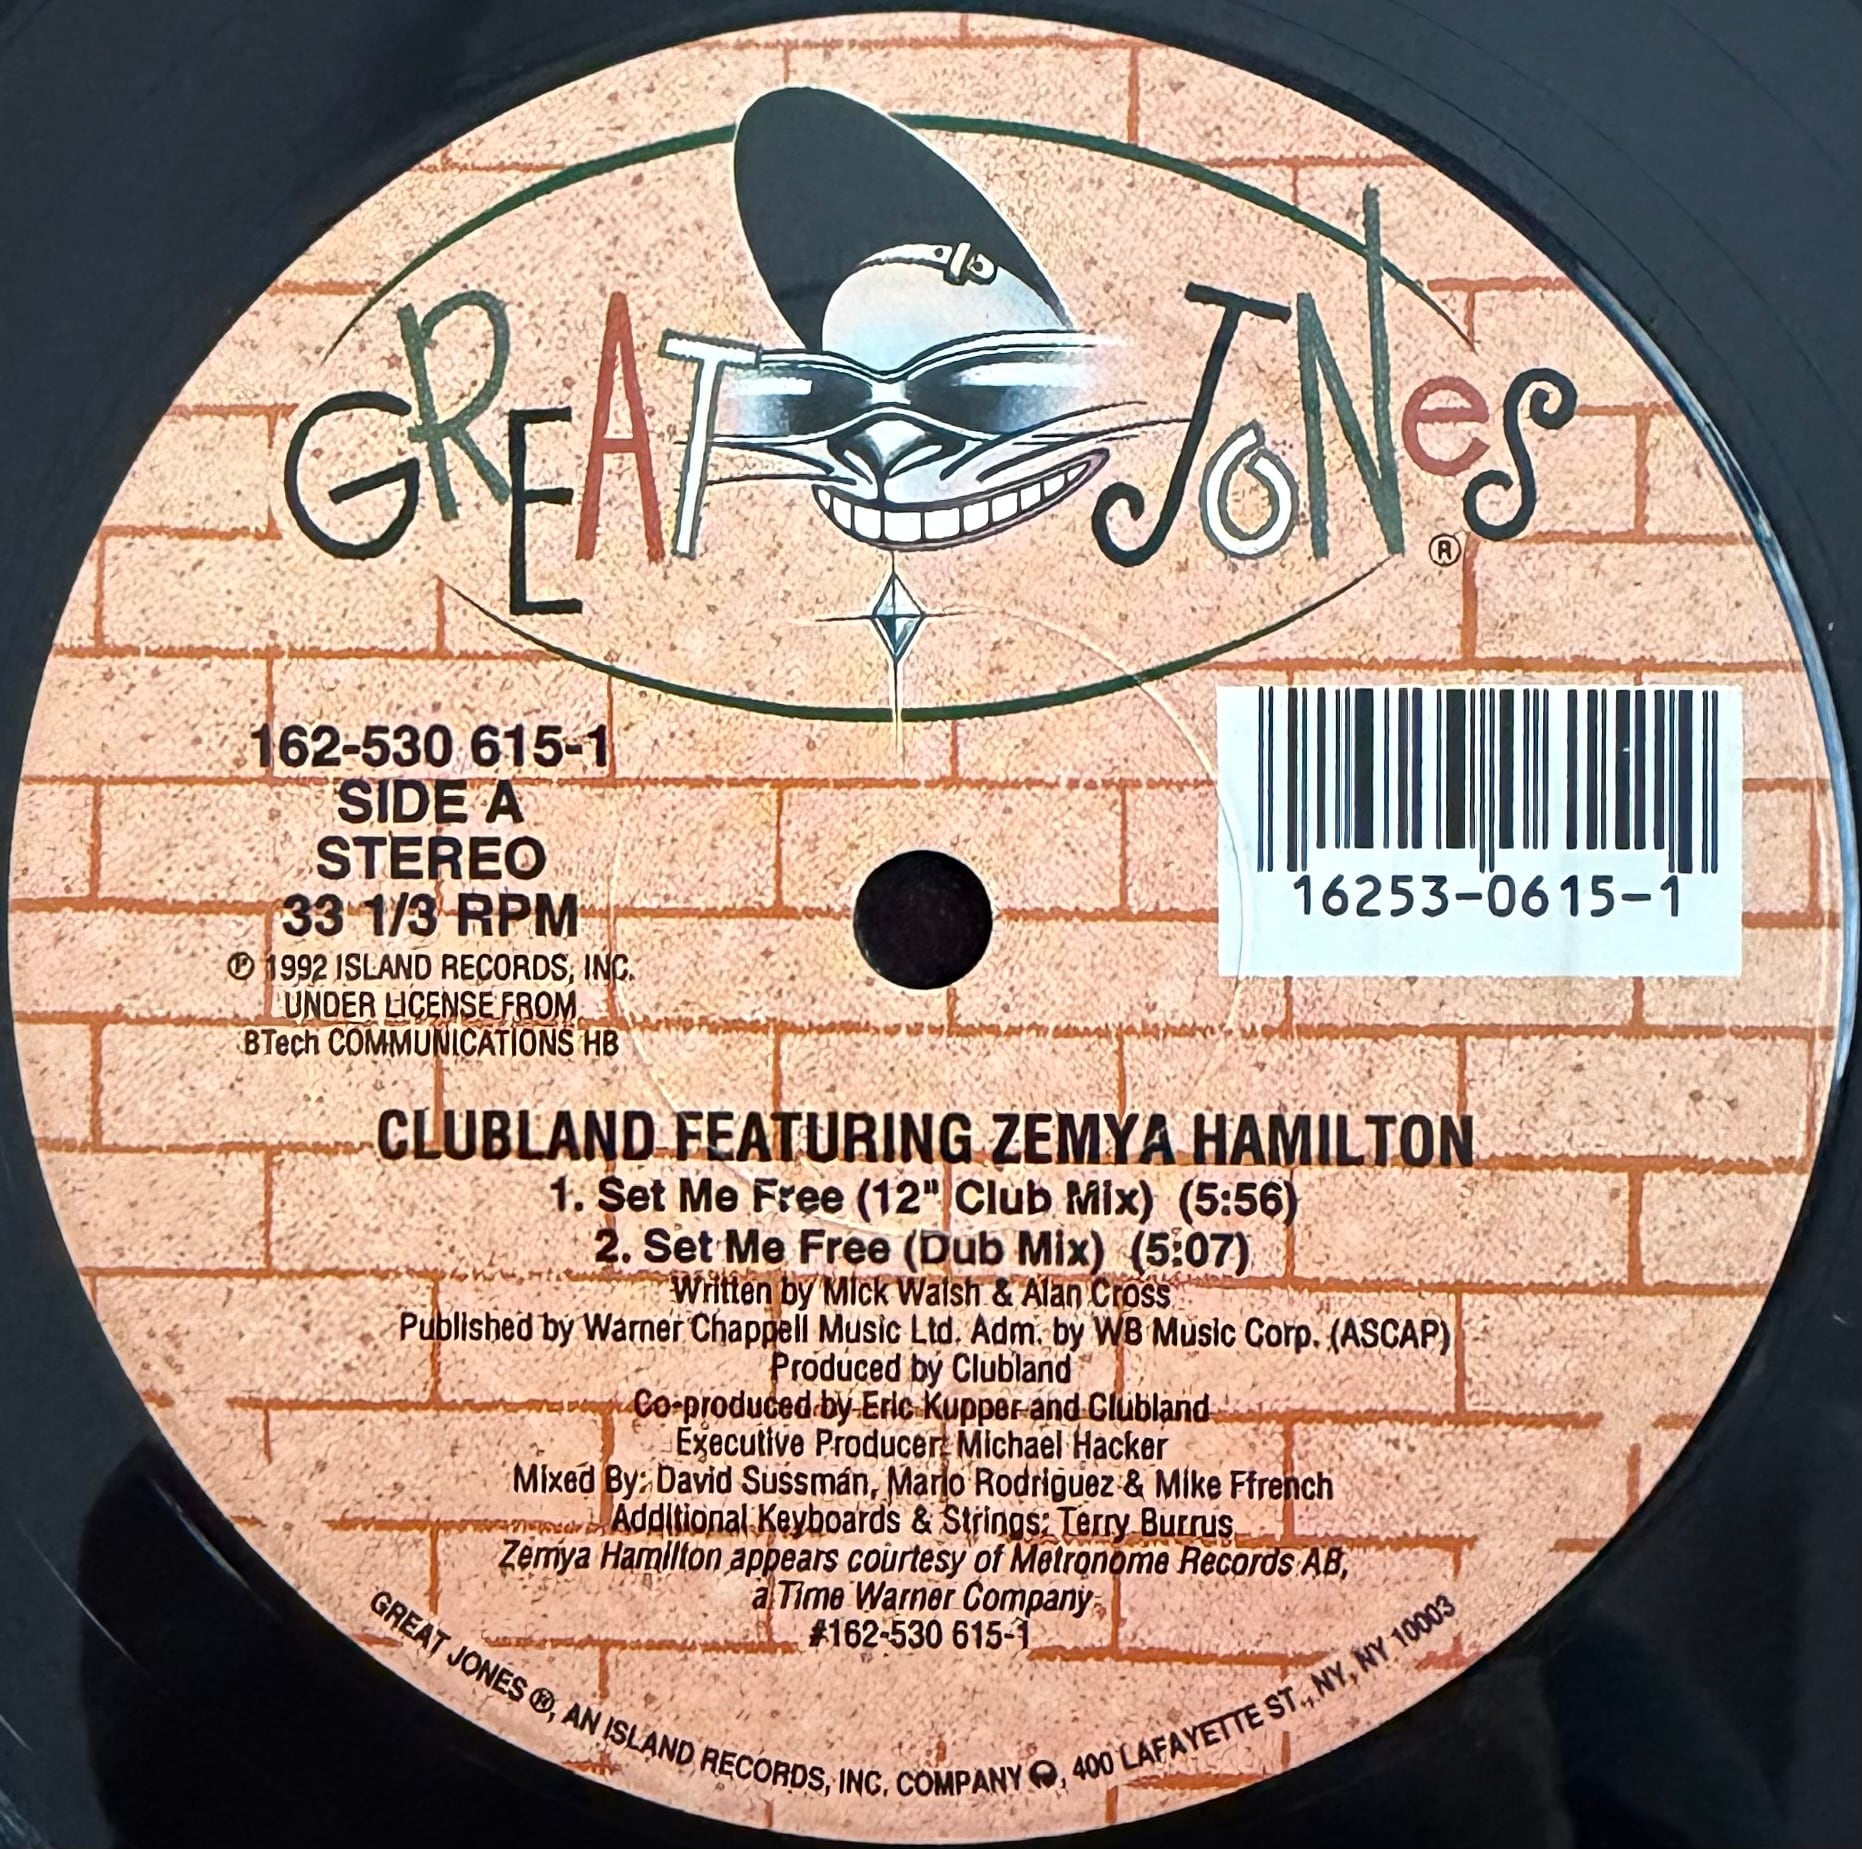 GREAT JONES ®
162-530 615-1
SIDE A
STEREO
33 1/3 RPM
℗ 1992 ISLAND RECORDS, INC.
UNDER LICENSE FROM
BTech COMMUNICATIONS HB
16253-0615-1
CLUBLAND FEATURING ZEMYA HAMILTON
1. Set Me Free (12" Club Mix) (5:56)
2. Set Me Free (Dub Mix) (5:07)
Written by Mick Walsh & Alan Cross
Published by Warner Chappell Music Ltd. Adm. by WB Music Corp. (ASCAP)
Produced by Clubland
Co-produced by Eric Kupper and Clubland
Executive Producer: Michael Hacker
Mixed By: David Sussman, Mario Rodriguez & Mike Ffrench
Additional Keyboards & Strings: Terry Burrus
Zemya Hamilton appears courtesy of Metronome Records AB,
a Time Warner Company
#162-530 615-1
GREAT JONES ®, AN ISLAND RECORDS, INC. COMPANY, 400 LAFAYETTE ST., NY, NY 10003